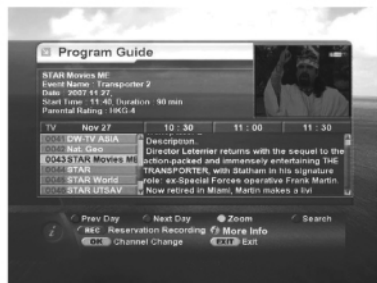 Program Guide
STAR Movies ME
Event Name : Transporter 2
Date : 2007.11.27,
Start Time : 11:40, Duration : 90 min
Parental Rating : HKG-4
TV Nov 27 10 : 30 11 : 00 11 : 30
0041 DW-TV ASIA
0042 Nat. Geo
0043 STAR Movies ME
0044 STAR
0045 STAR World
0046 STAR UTSAV
Description..
Director Leterrier returns with the sequel to the
action-packed and immensely entertaining THE
TRANSPORTER, with Statham in his signature
role: ex-Special Forces operative Frank Martin.
Now retired in Miami, Martin makes a livi
Prev Day Next Day Zoom Search
REC Reservation Recording More Info
OK Channel Change EXIT Exit